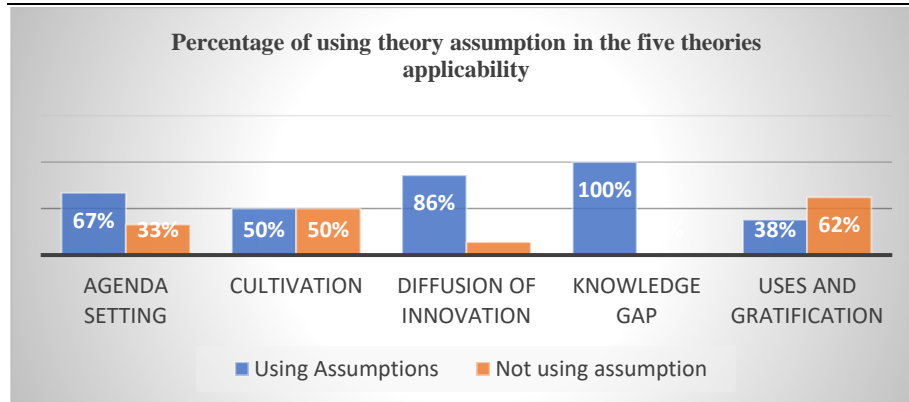 Percentage of using theory assumption in the five theories
applicability
67%
33%
50%
50%
86%
100%
38%
62%
AGENDA
SETTING
CULTIVATION
DIFFUSION OF
INNOVATION
KNOWLEDGE
GAP
USES AND
GRATIFICATION
Using Assumptions
Not using assumption